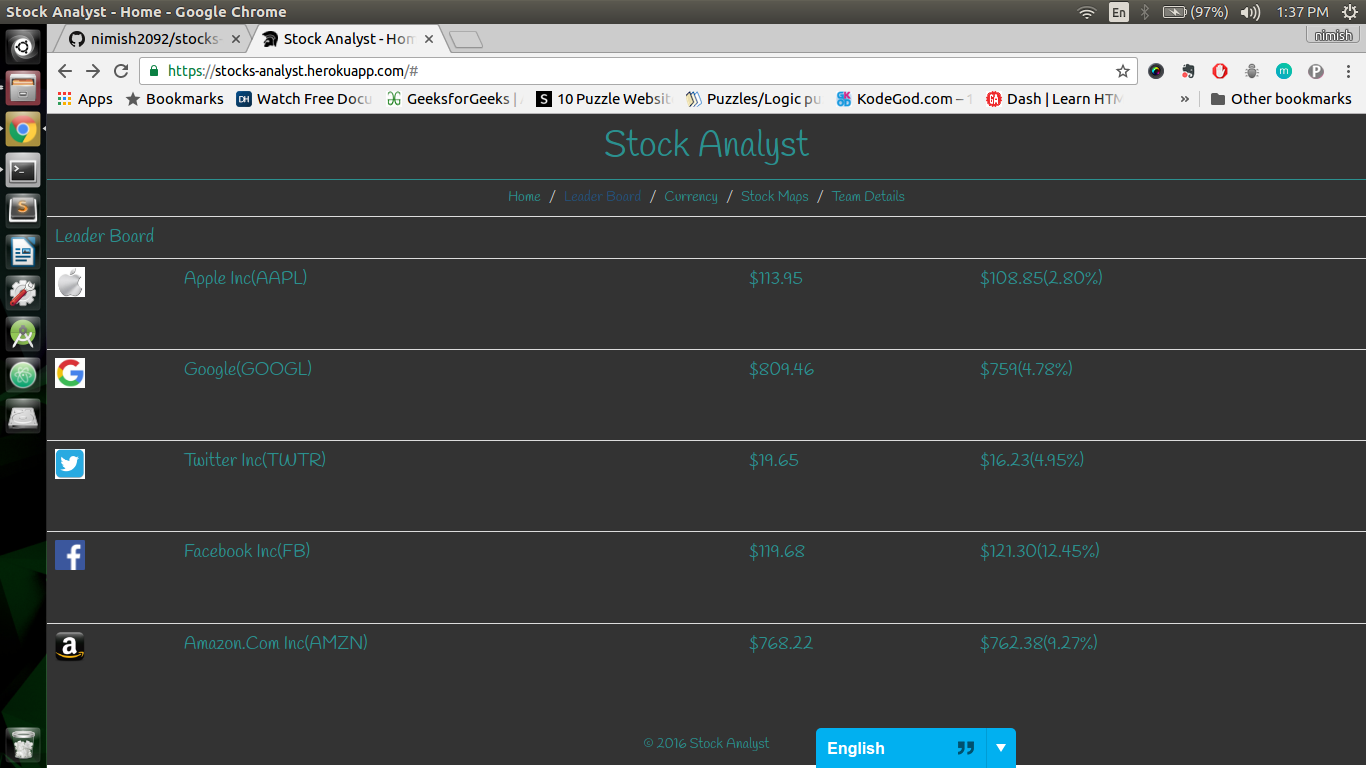 Stock Analyst - Home - Google Chrome
En
(97%)
1:37 PM
nimish2092/stocks-
Stock Analyst - Hom
nimish
https://stocks-analyst.herokuapp.com/#
Apps
Bookmarks
Watch Free Docu
GeeksForGeeks |
10 Puzzle Websit
Puzzles/Logic pu
KodeGod.com – 1
Dash | Learn HTM
»
Other bookmarks
Stock Analyst
Home / Leader Board / Currency / Stock Maps / Team Details
Leader Board
Apple Inc(AAPL) $113.95 $108.85(2.80%)
Google(GOOGL) $809.46 $759(4.78%)
Twitter Inc(TWTR) $19.65 $16.23(4.95%)
Facebook Inc(FB) $119.68 $121.30(12.45%)
Amazon.Com Inc(AMZN) $768.22 $762.38(9.27%)
© 2016 Stock Analyst
English